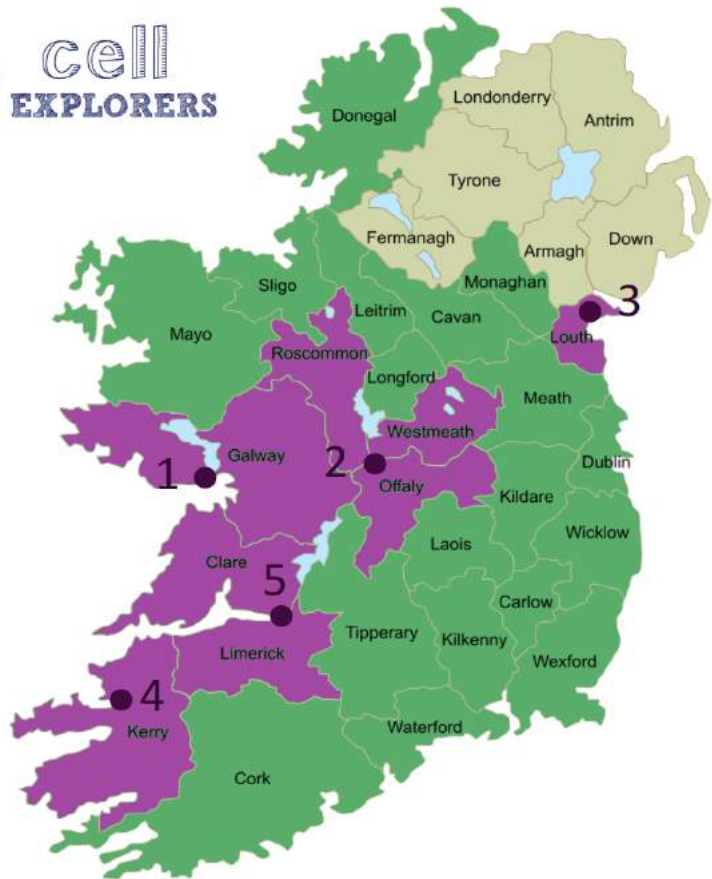 cell
EXPLORERS
Donegal
Londonderry
Antrim
Tyrone
Fermanagh
Armagh
Down
Monaghan
Sligo
Leitrim
Cavan
3
Louth
Mayo
Roscommon
Longford
Meath
Westmeath
Galway
1
2
Offaly
Dublin
Kildare
Wicklow
Laois
Clare
5
Carlow
Tipperary
Kilkenny
Limerick
Wexford
4
Kerry
Waterford
Cork